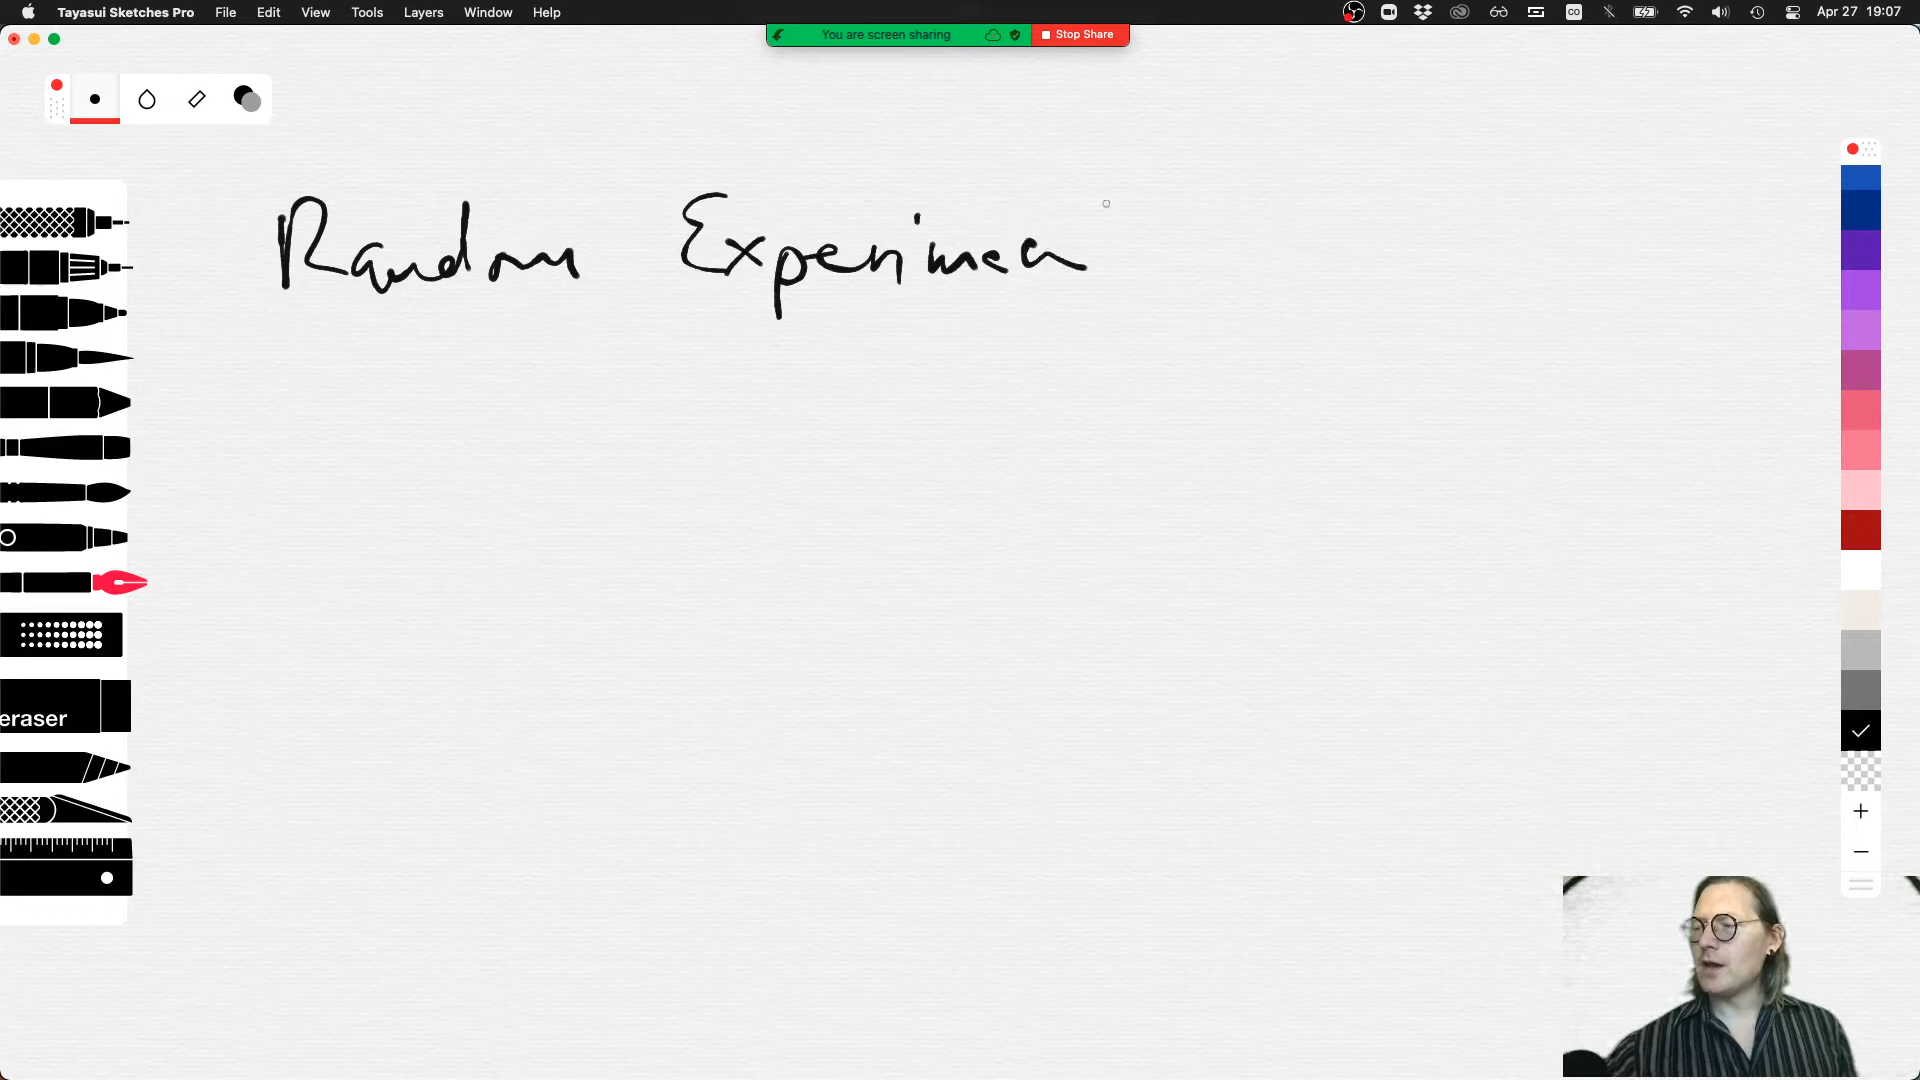 Tayasui Sketches Pro File Edit View Tools Layers Window Help Apr 27 19:07
You are screen sharing Stop Share
Random Experimen
eraser